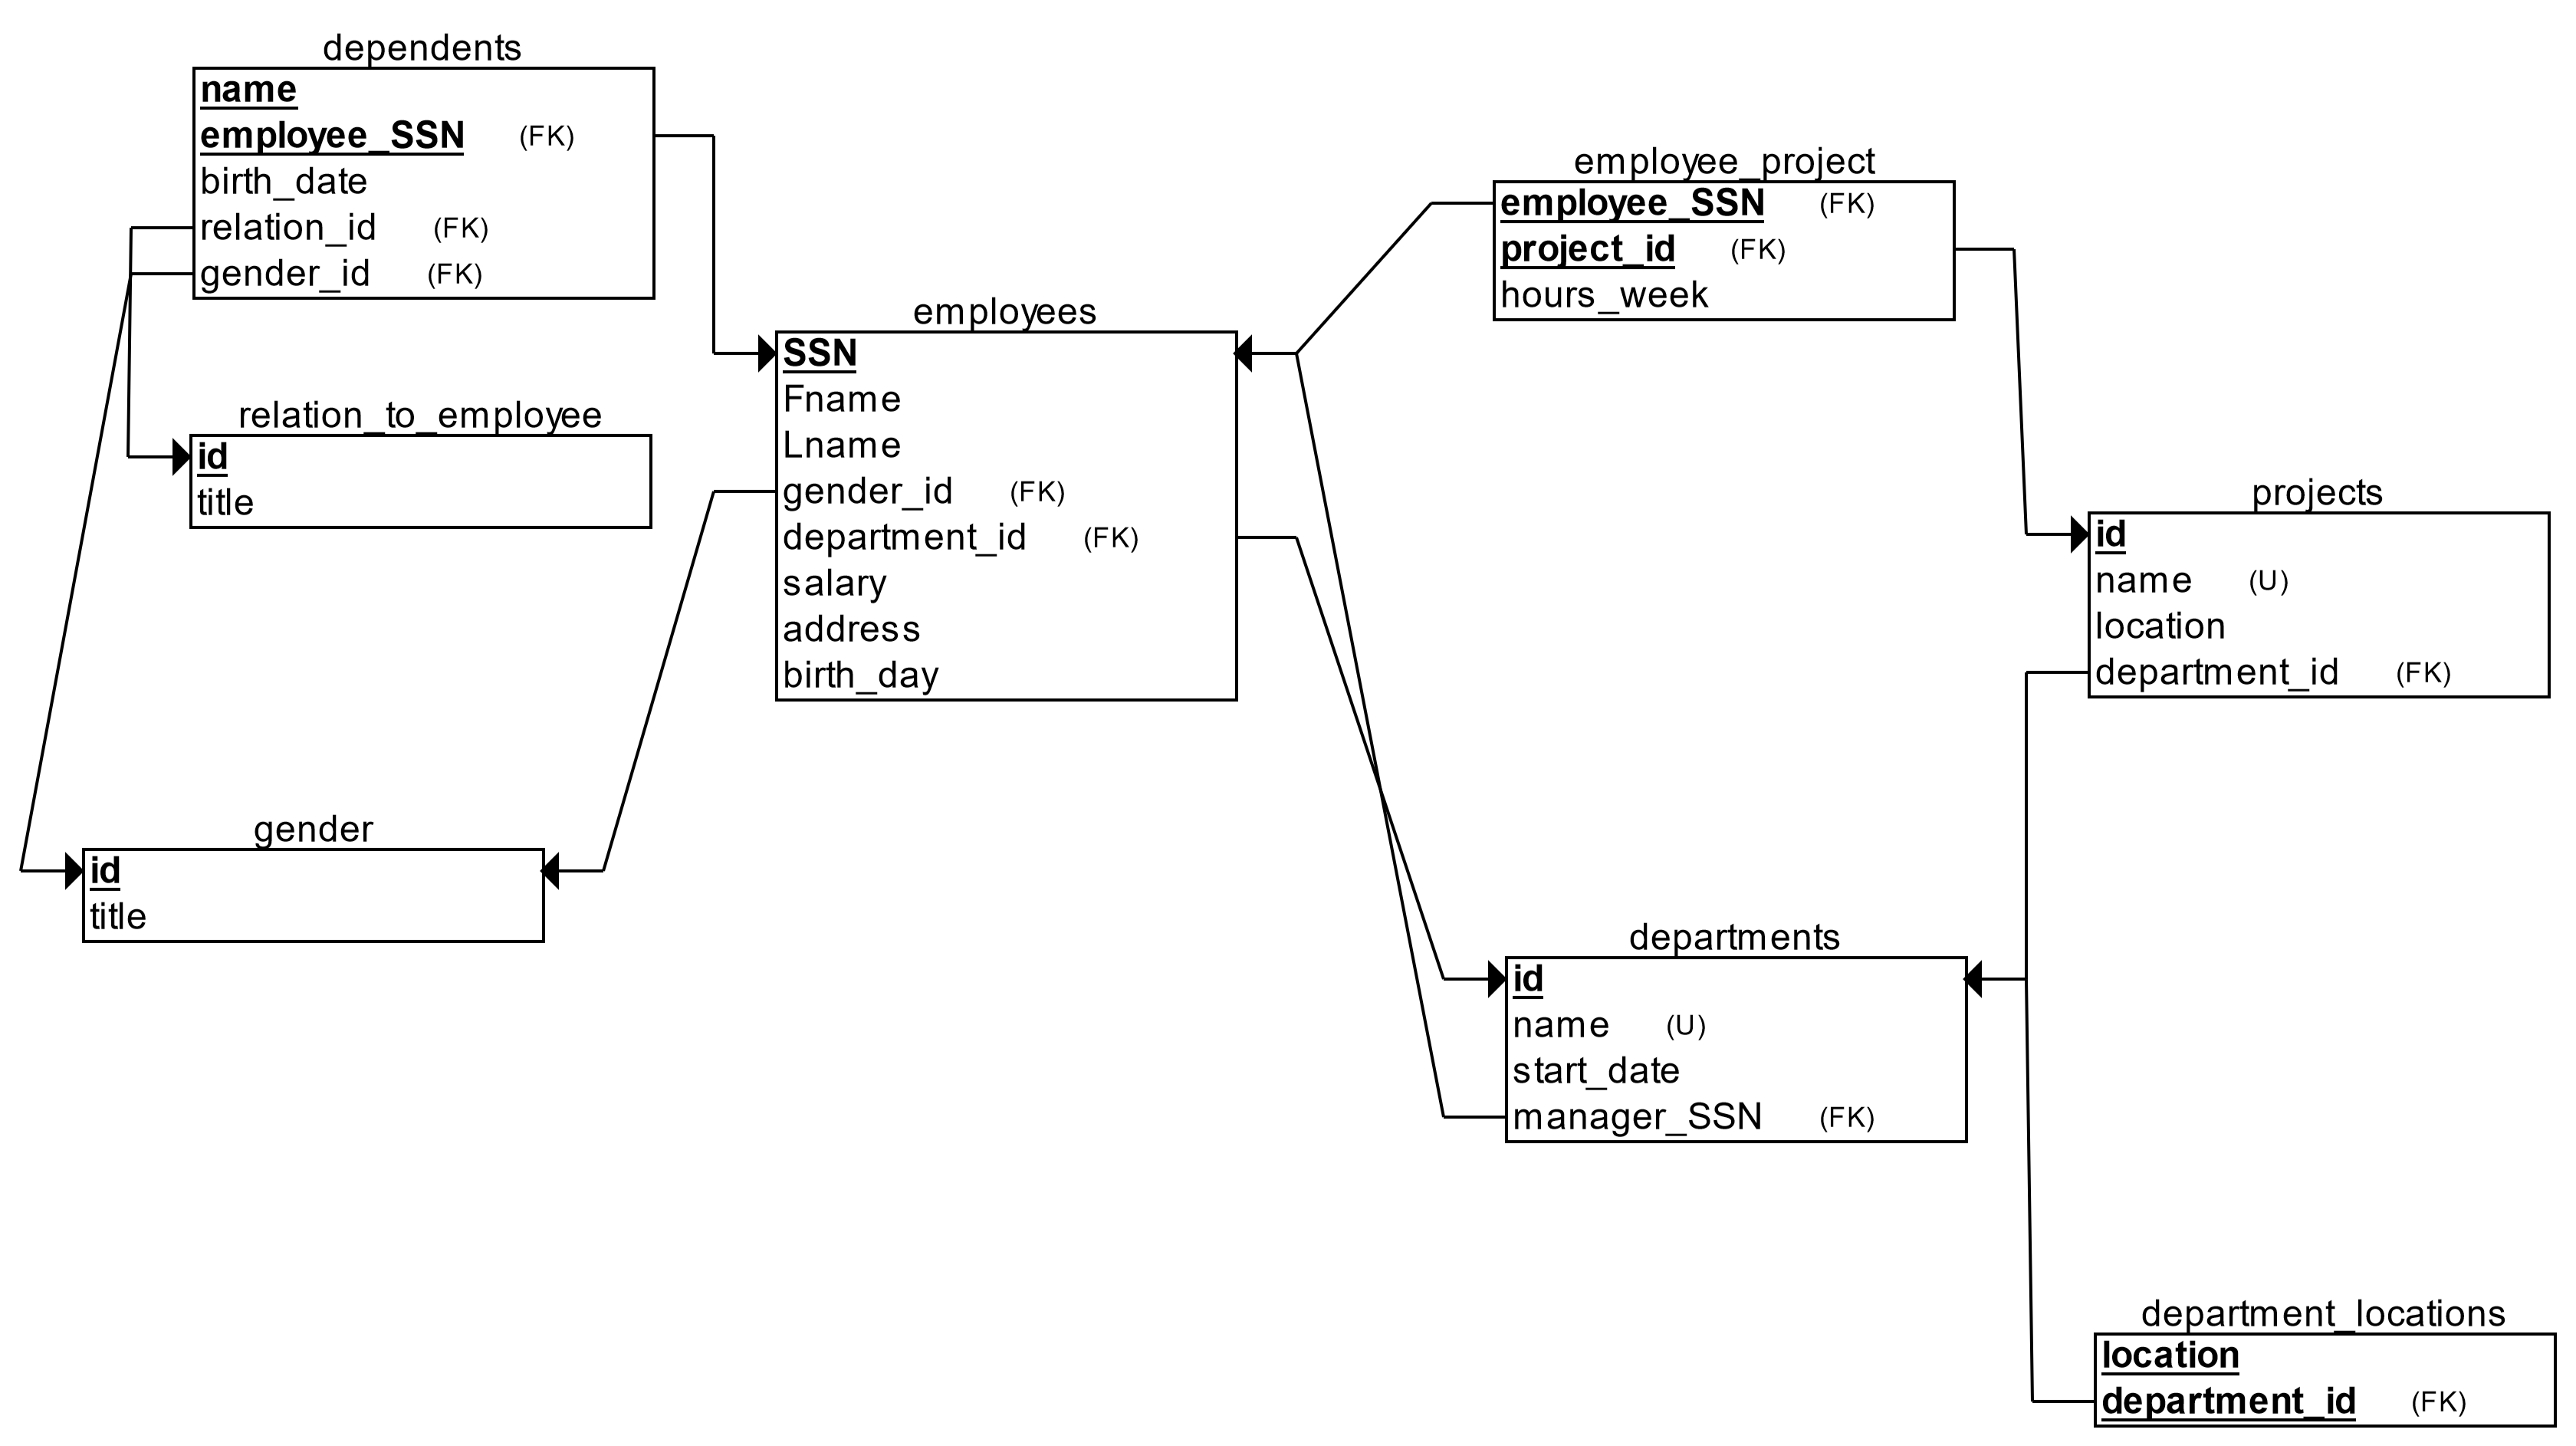 dependents
name
employee_SSN (FK)
birth_date
relation_id (FK)
gender_id (FK)
relation_to_employee
id
title
gender
id
title
employees
SSN
Fname
Lname
gender_id (FK)
department_id (FK)
salary
address
birth_day
employee_project
employee_SSN (FK)
project_id (FK)
hours_week
projects
id
name (U)
location
department_id (FK)
departments
id
name (U)
start_date
manager_SSN (FK)
department_locations
location
department_id (FK)